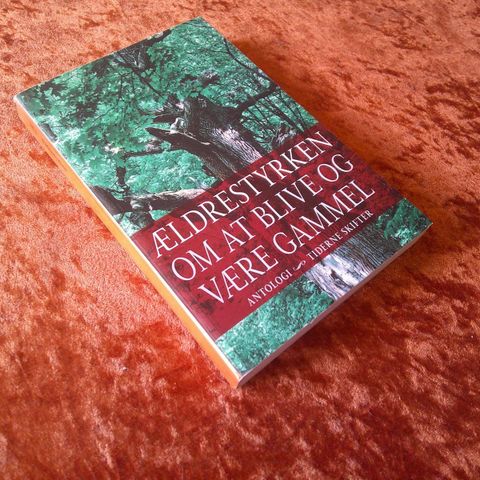 ÆLDRESTYRKEN
OM AT BLIVE OG
VÆRE GAMMEL
ANTOLOGI TIDERNE SKIFTER